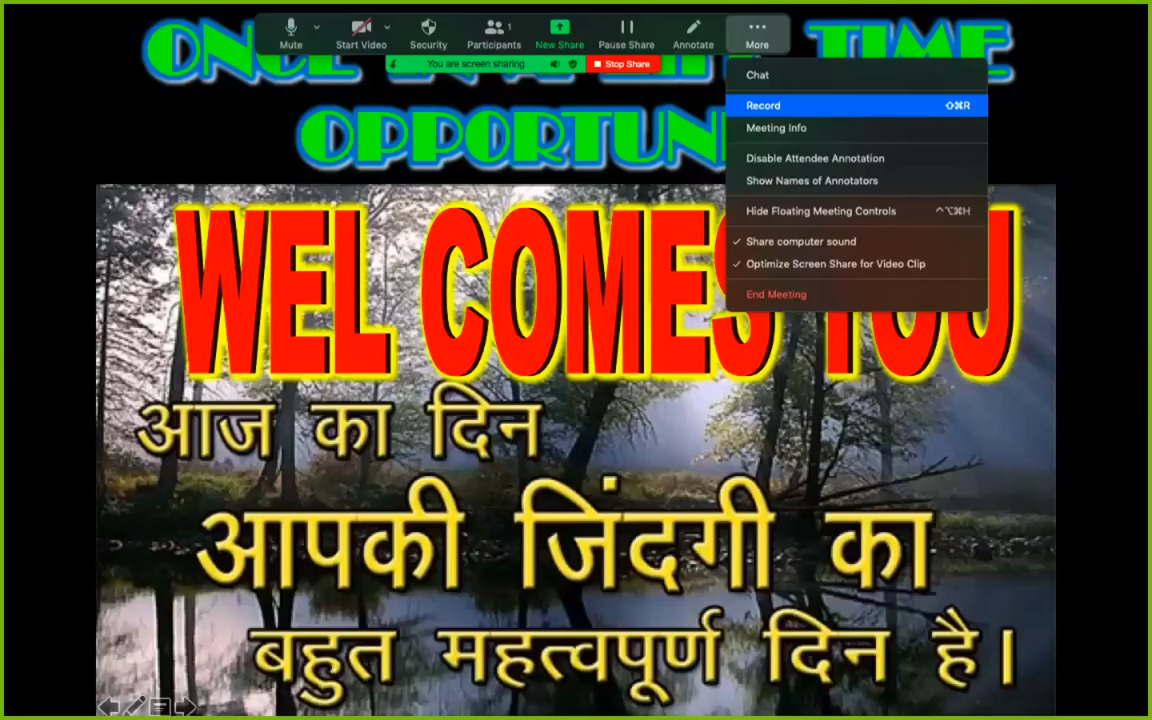 Mute
Start Video
Security
Participants
1
New Share
Pause Share
Annotate
More
You are screen sharing
Stop Share
Chat
Record ⇧⌘R
Meeting Info
Disable Attendee Annotation
Show Names of Annotators
Hide Floating Meeting Controls ^⌥⌘H
Share computer sound
Optimize Screen Share for Video Clip
End Meeting
ONCE TIME
WEL COMES YOU
आज का दिन
आपकी जिंदगी का
बहुत महत्वपूर्ण दिन है।